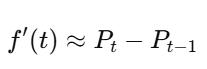 f′(t) ≈ P_t − P_{t−1}